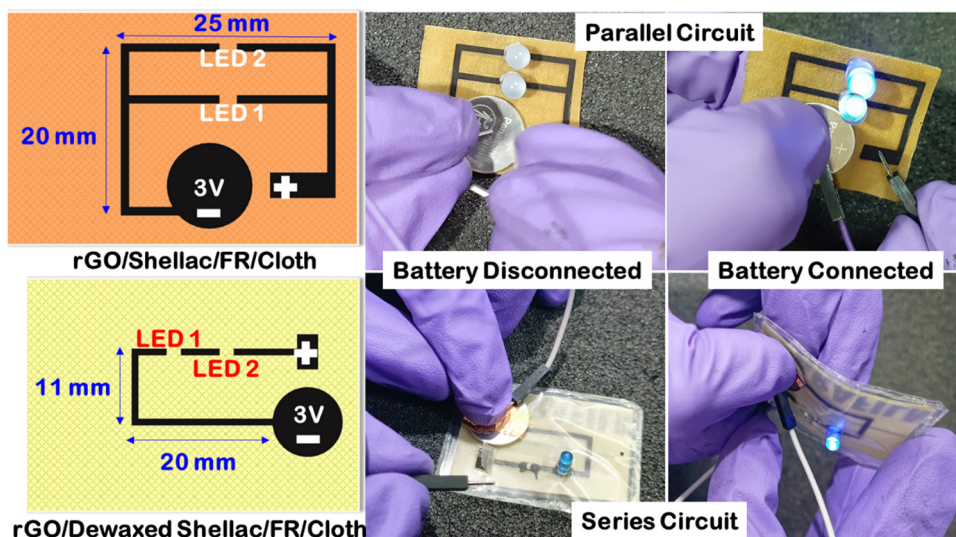 25 mm
LED 2
LED 1
20 mm
3V
+
−
rGO/Shellac/FR/Cloth
Parallel Circuit
Battery Disconnected
Battery Connected
LED 1
LED 2
+
11 mm
3V
−
20 mm
rGO/Dewaxed Shellac/FR/Cloth
Series Circuit